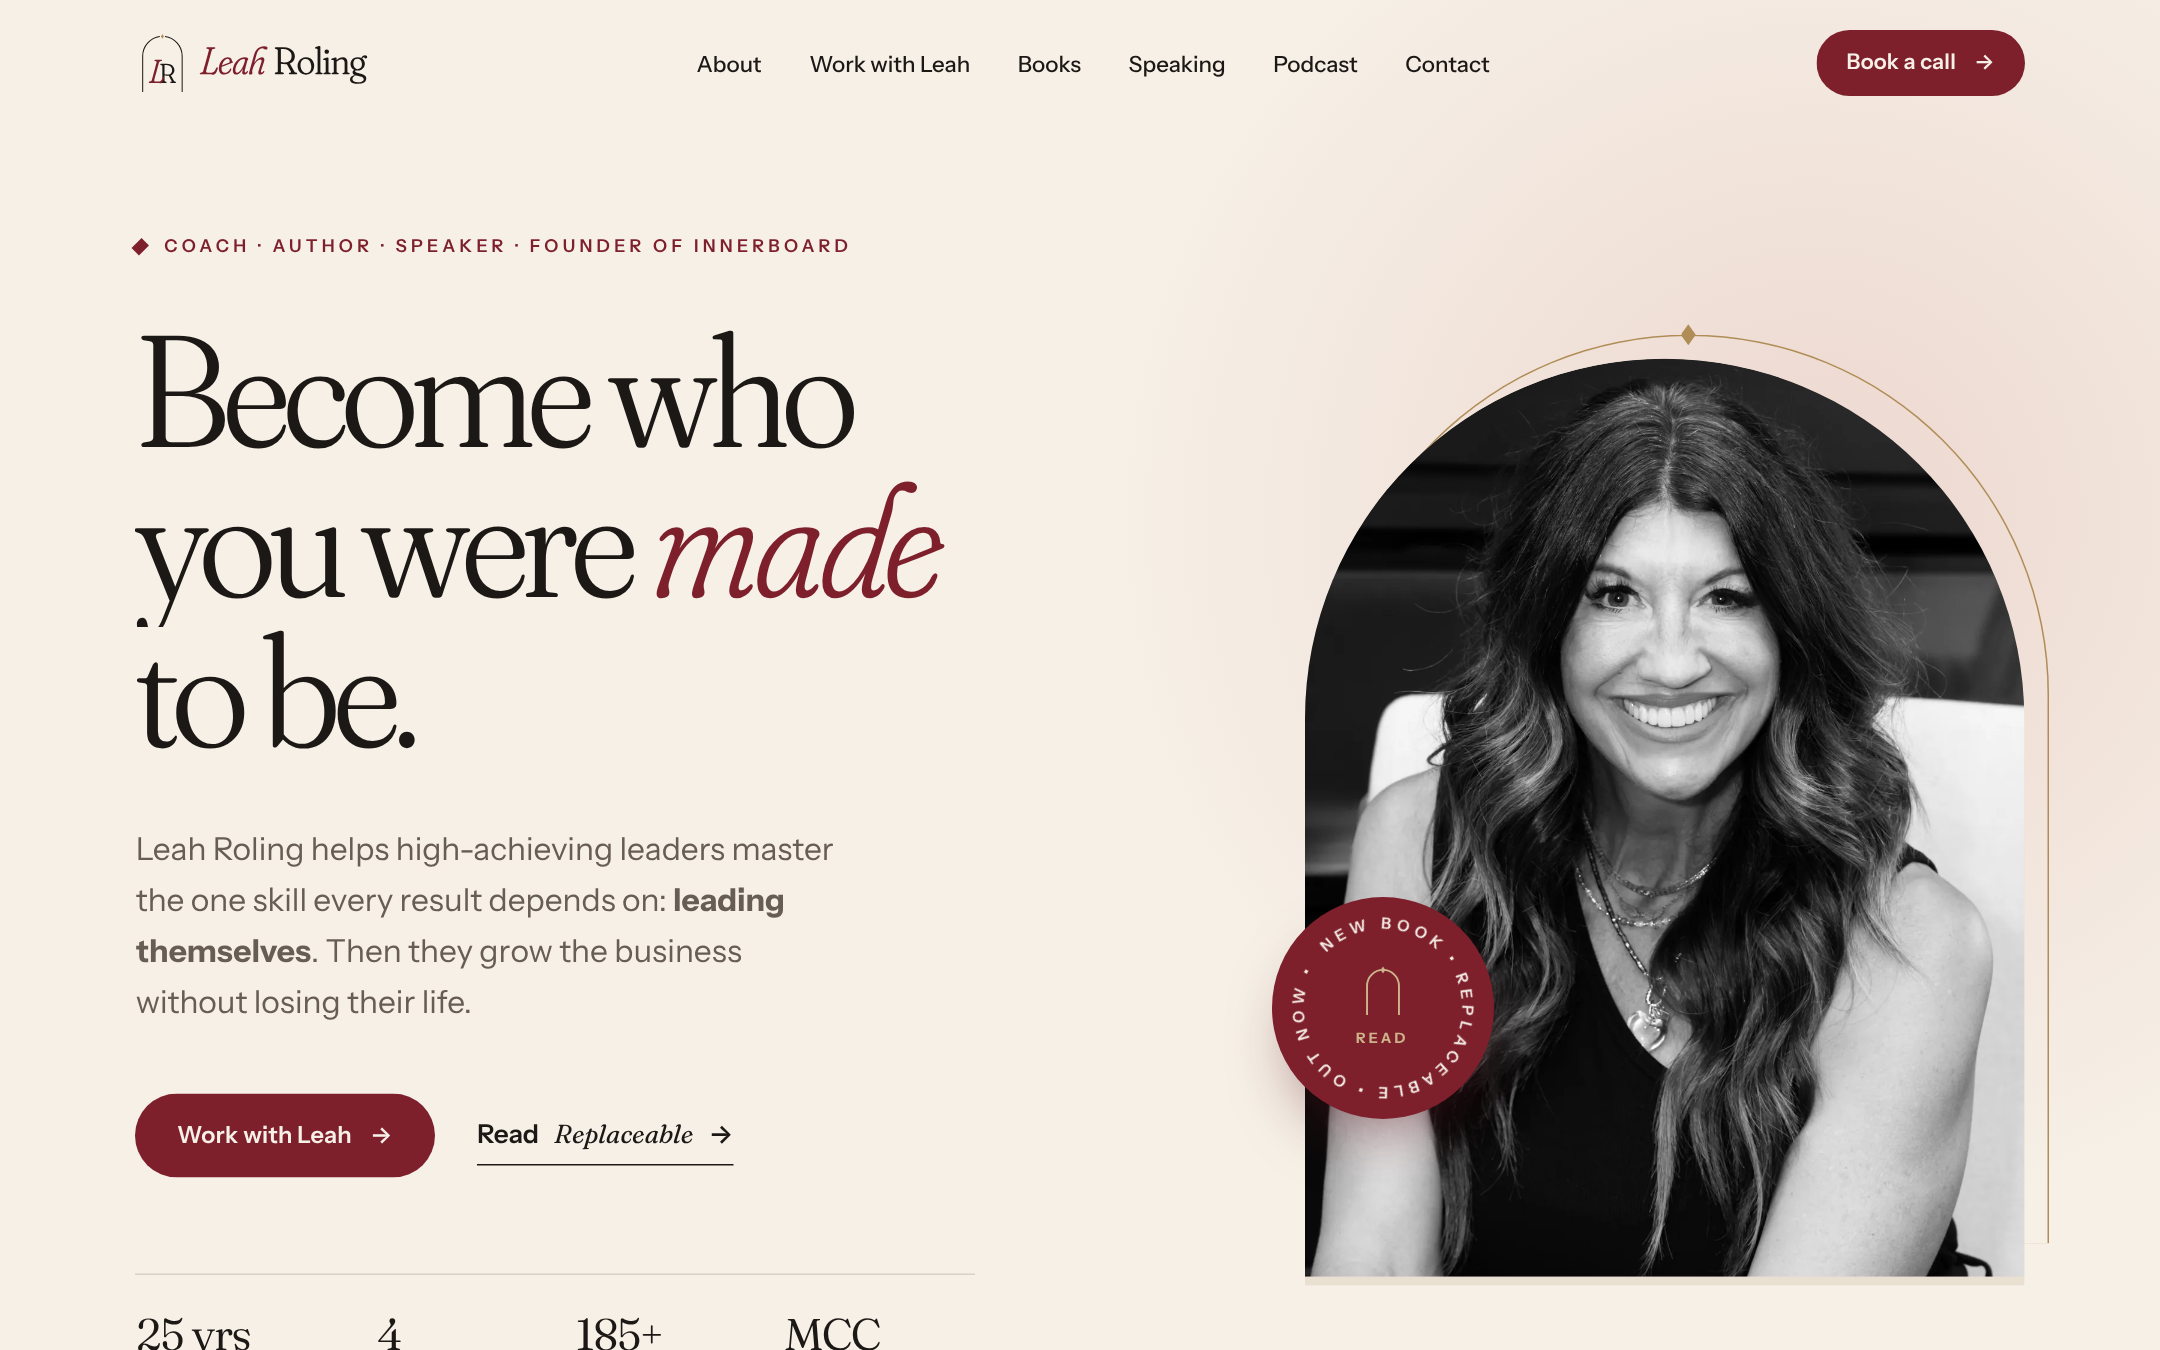 LR Leah Roling
About Work with Leah Books Speaking Podcast Contact
Book a call →
COACH · AUTHOR · SPEAKER · FOUNDER OF INNERBOARD
Become who
you were made
to be.
Leah Roling helps high-achieving leaders master
the one skill every result depends on: leading
themselves. Then they grow the business
without losing their life.
NEW BOOK • REPLACEABLE • OUT NOW •
READ
Work with Leah →
Read Replaceable →
25 yrs 4 185+ MCC